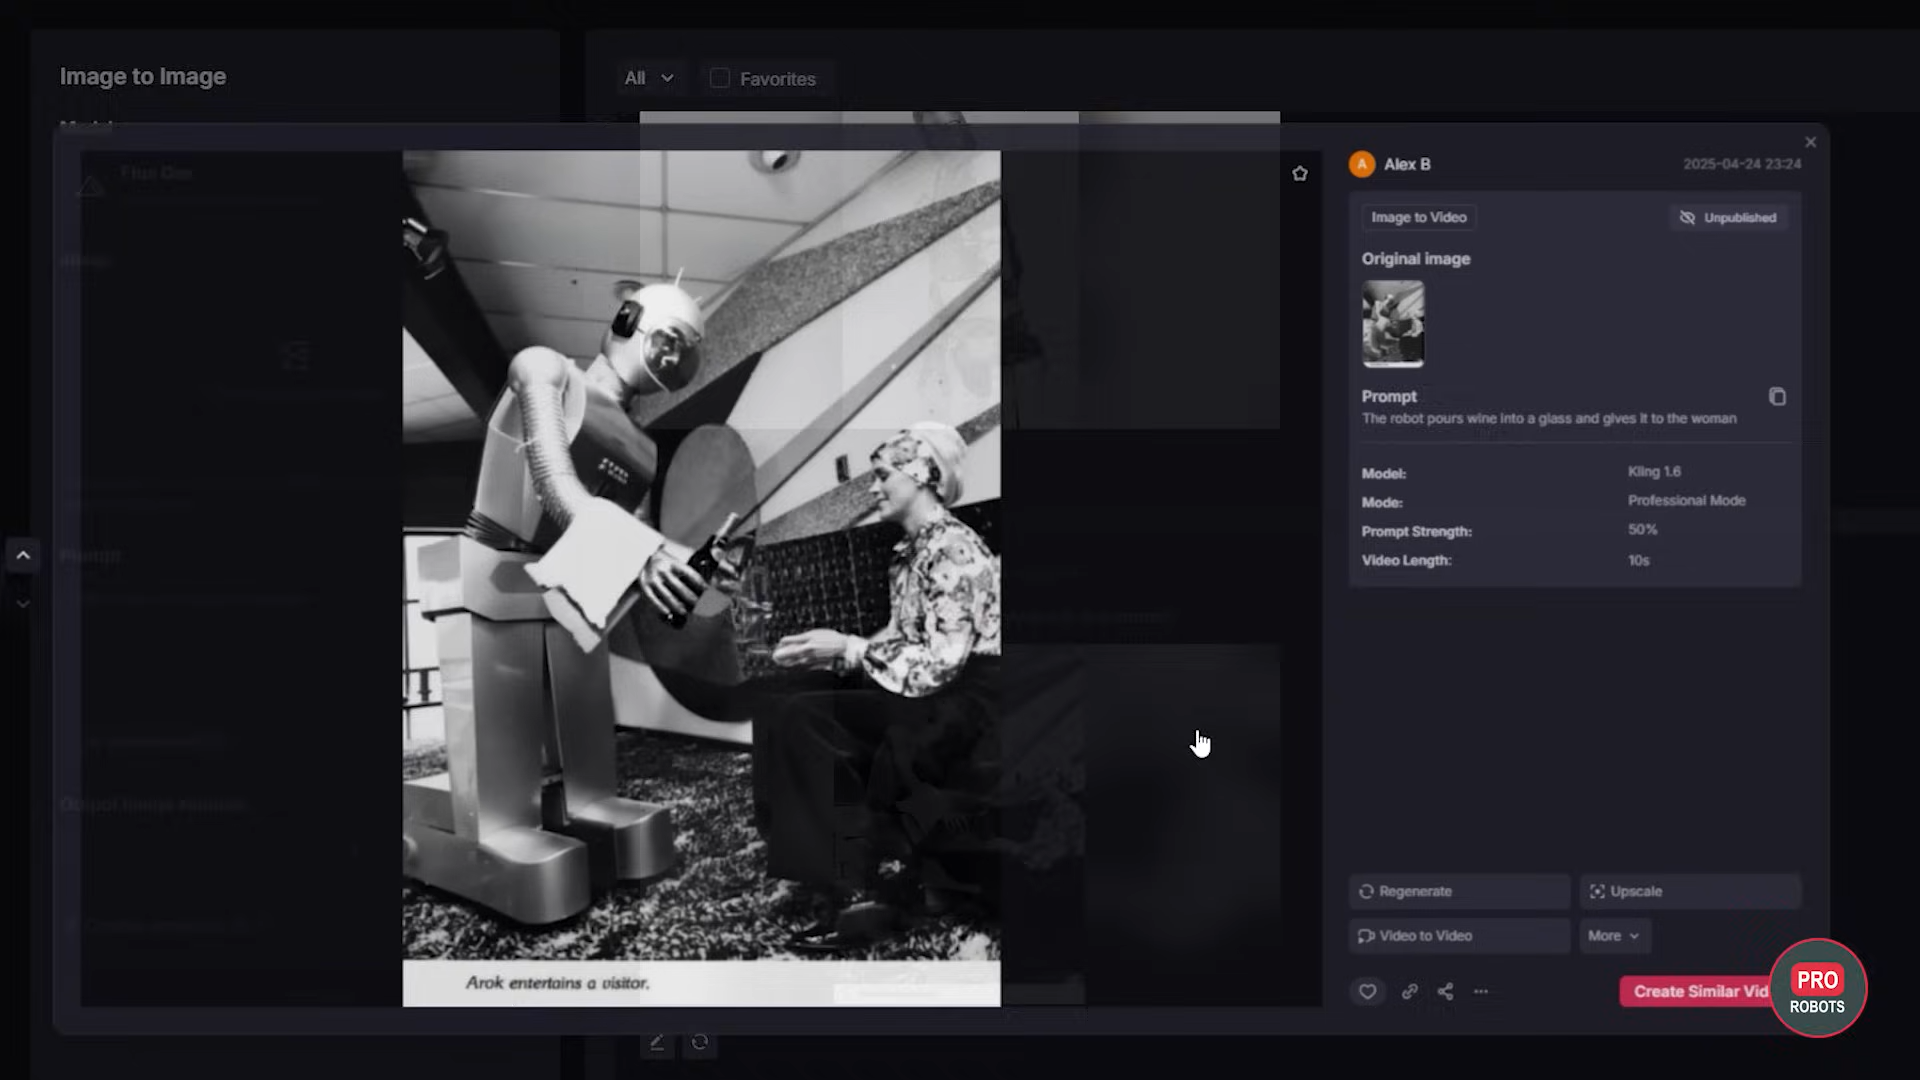 Image to Image
All
Favorites
Alex B
2025-04-24 23:24
Image to Video
Unpublished
Original image
Prompt
The robot pours wine into a glass and gives it to the woman
Model:
Kling 1.6
Mode:
Professional Mode
Prompt Strength:
50%
Video Length:
10s
Arok entertains a visitor.
Regenerate
Upscale
Video to Video
More
Create Similar Vid
PRO
ROBOTS